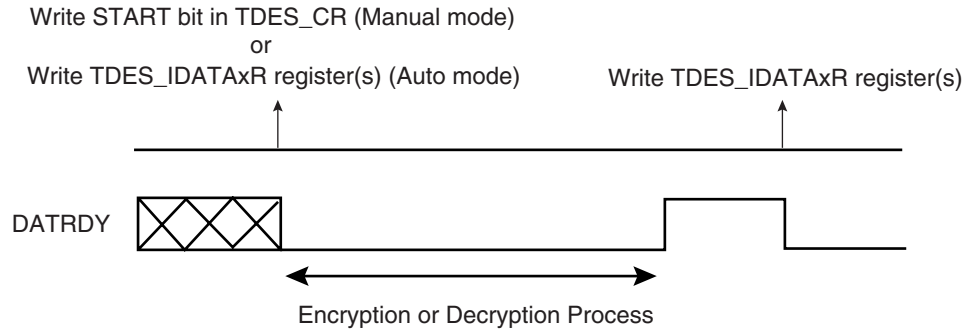 Write START bit in TDES_CR (Manual mode)
or
Write TDES_IDATAxR register(s) (Auto mode)
Write TDES_IDATAxR register(s)
DATRDY
Encryption or Decryption Process